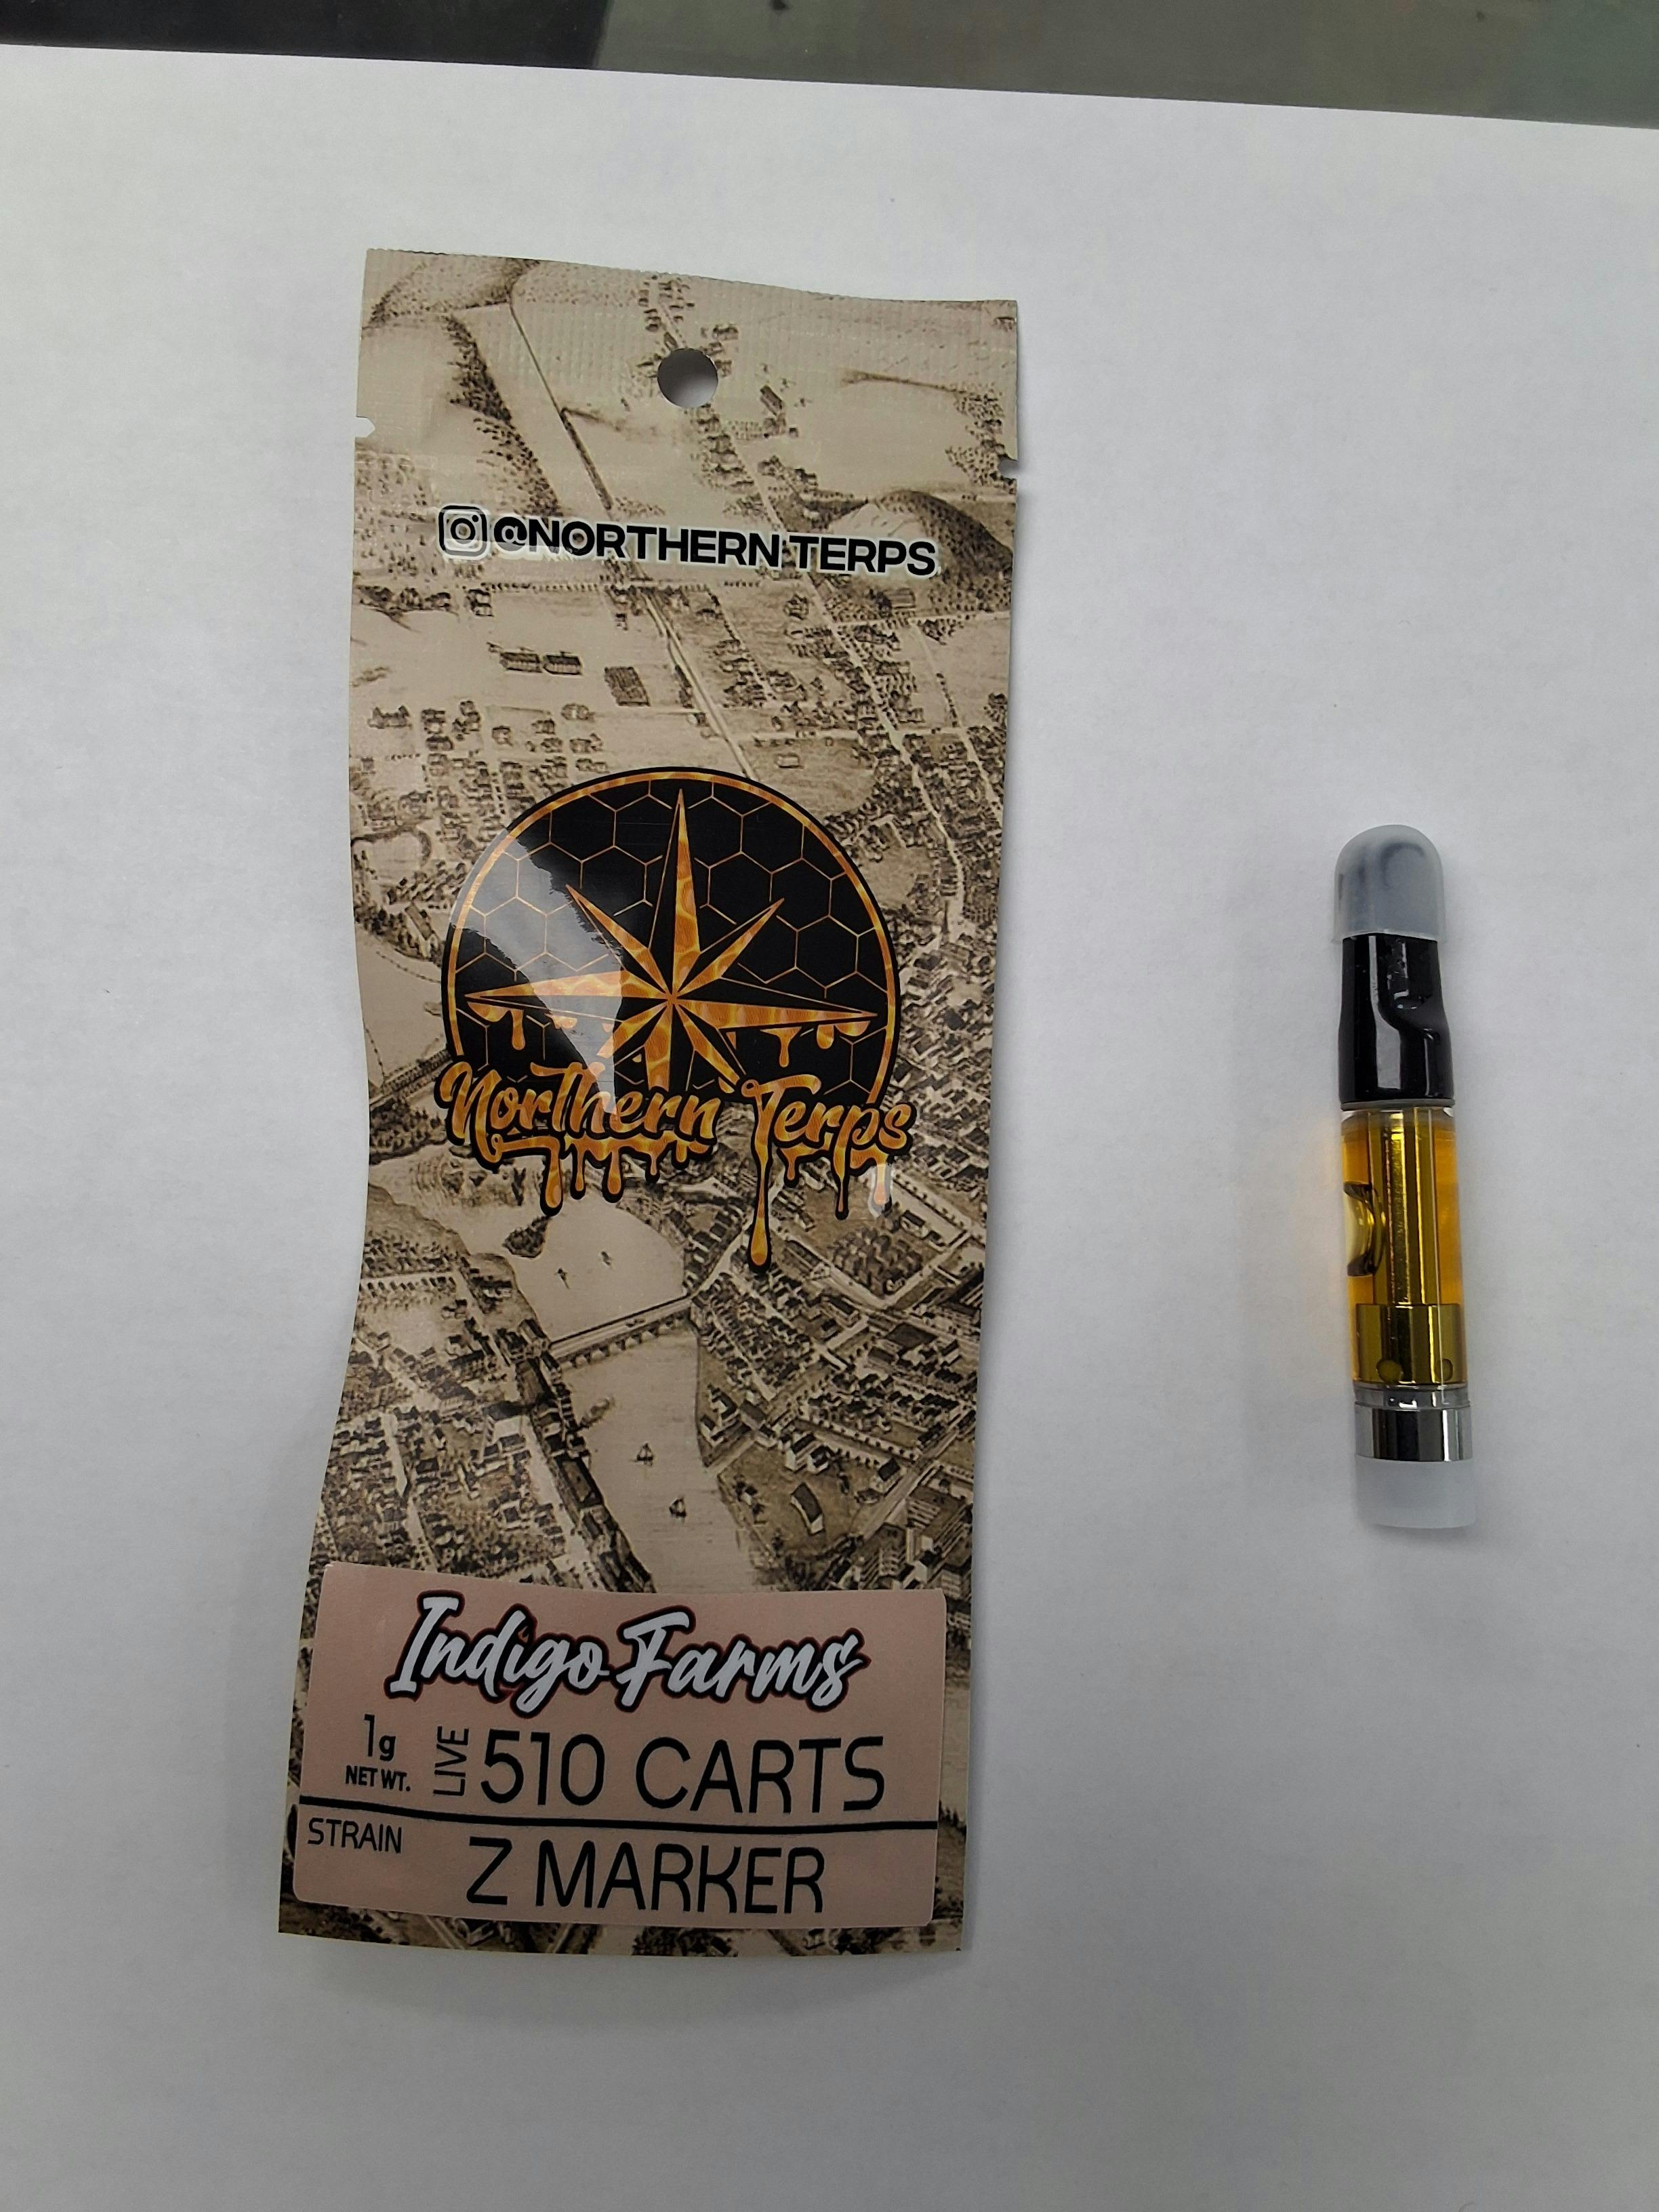 @NORTHERN TERPS
Northern Terps
Indigo Farms
1g NET WT. LIVE 510 CARTS
STRAIN Z MARKER